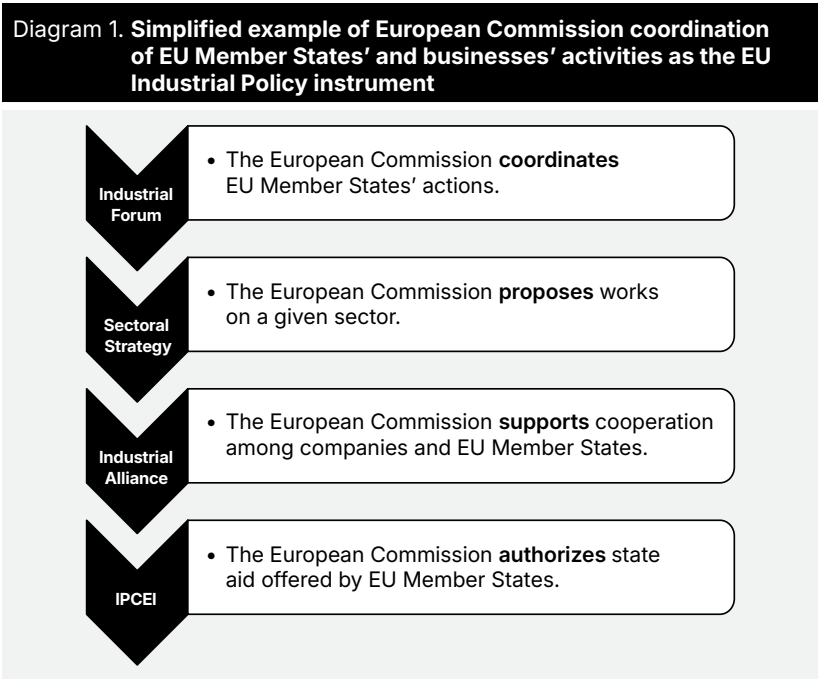 Diagram 1. Simplified example of European Commission coordination
of EU Member States’ and businesses’ activities as the EU
Industrial Policy instrument
Industrial
Forum
• The European Commission coordinates
EU Member States’ actions.
Sectoral
Strategy
• The European Commission proposes works
on a given sector.
Industrial
Alliance
• The European Commission supports cooperation
among companies and EU Member States.
IPCEI
• The European Commission authorizes state
aid offered by EU Member States.